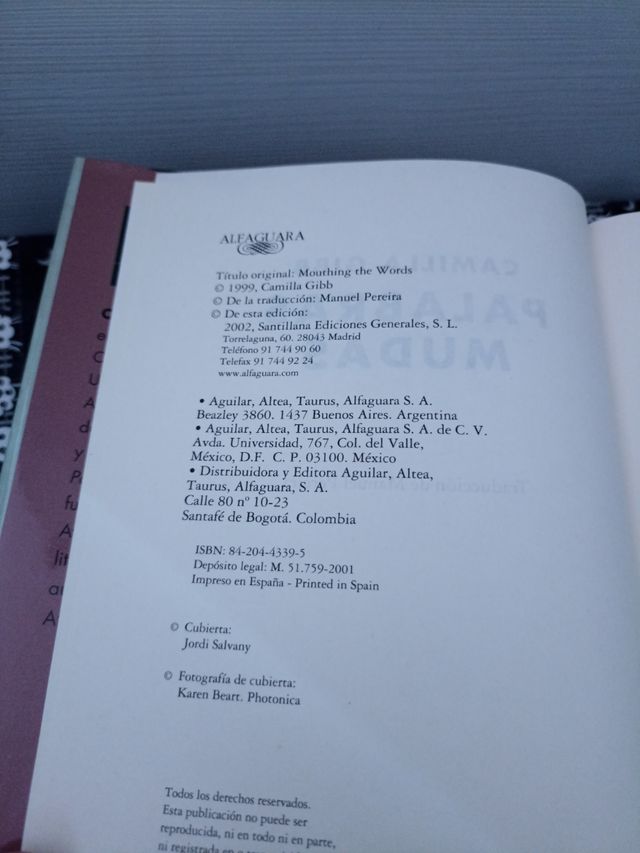 ALFAGUARA
Título original: Mouthing the Words
© 1999, Camilla Gibb
© De la traducción: Manuel Pereira
© De esta edición:
2002, Santillana Ediciones Generales, S. L.
Torrelaguna, 60. 28043 Madrid
Teléfono 91 744 90 60
Telefax 91 744 92 24
www.alfaguara.com
• Aguilar, Altea, Taurus, Alfaguara S. A.
Beazley 3860. 1437 Buenos Aires. Argentina
• Aguilar, Altea, Taurus, Alfaguara S. A. de C. V.
Avda. Universidad, 767, Col. del Valle,
México, D.F. C. P. 03100. México
• Distribuidora y Editora Aguilar, Altea,
Taurus, Alfaguara, S. A.
Calle 80 nº 10-23
Santafé de Bogotá. Colombia
ISBN: 84-204-4339-5
Depósito legal: M. 51.759-2001
Impreso en España - Printed in Spain
© Cubierta:
Jordi Salvany
© Fotografía de cubierta:
Karen Beart. Photonica
Todos los derechos reservados.
Esta publicación no puede ser
reproducida, ni en todo ni en parte,
ni registrada en